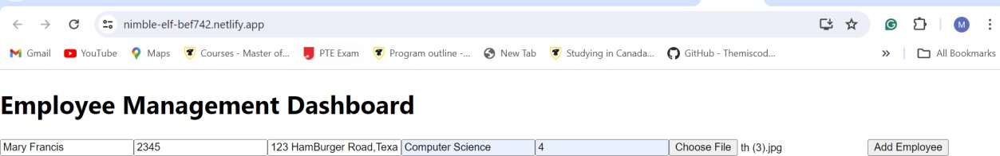 nimble-elf-bef742.netlify.app
M
Gmail YouTube Maps Courses - Master of... PTE Exam Program outline -... New Tab Studying in Canada... GitHub - Themiscod... » All Bookmarks
Employee Management Dashboard
Mary Francis 2345 123 HamBurger Road,Texa Computer Science 4 Choose File th (3).jpg Add Employee